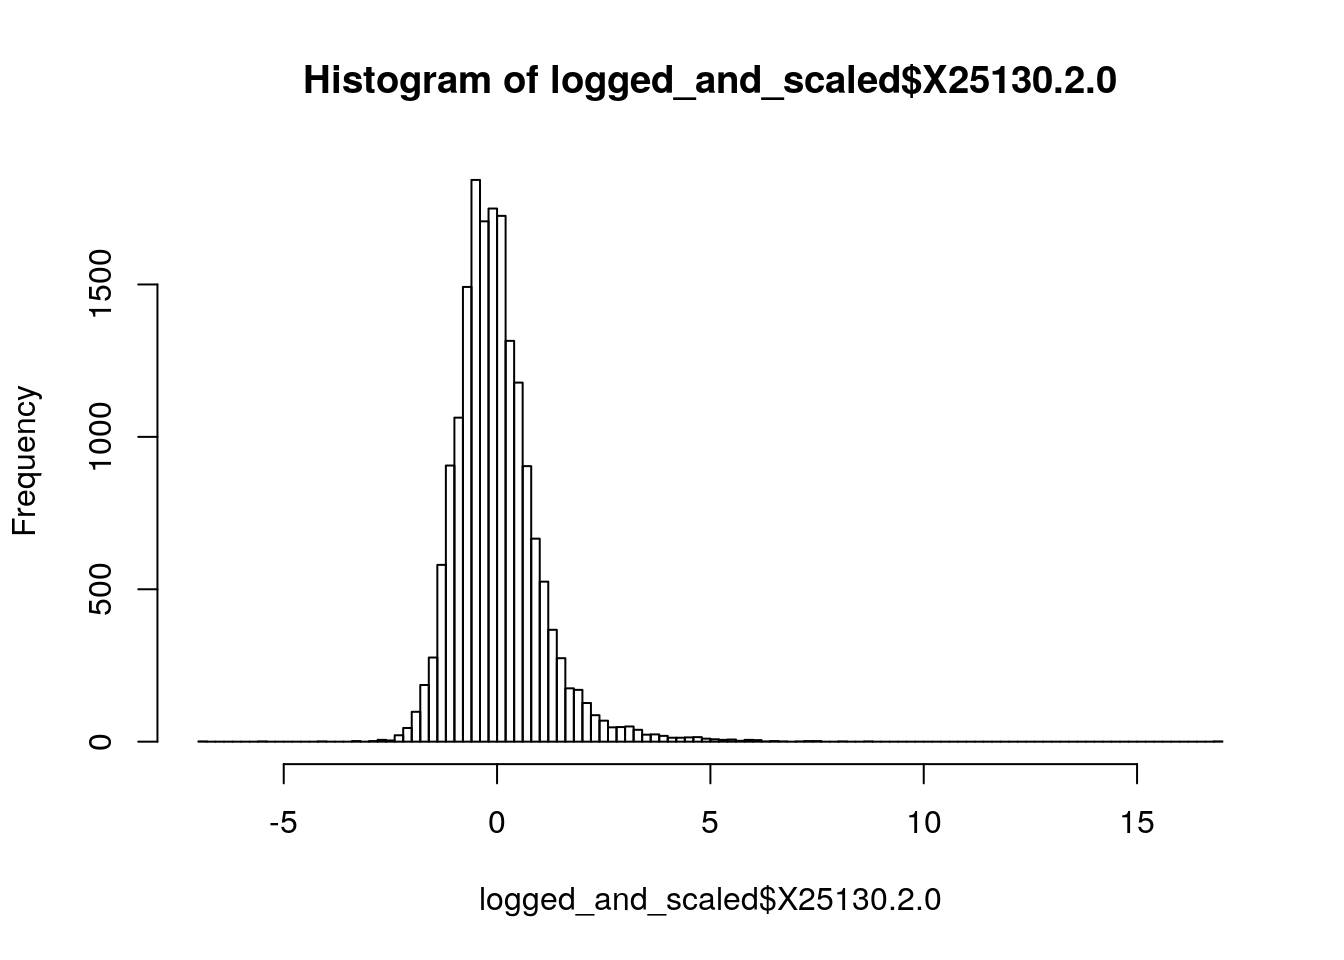 Histogram of logged_and_scaled$X25130.2.0
Frequency
1500
1000
500
0
-5 0 5 10 15
logged_and_scaled$X25130.2.0